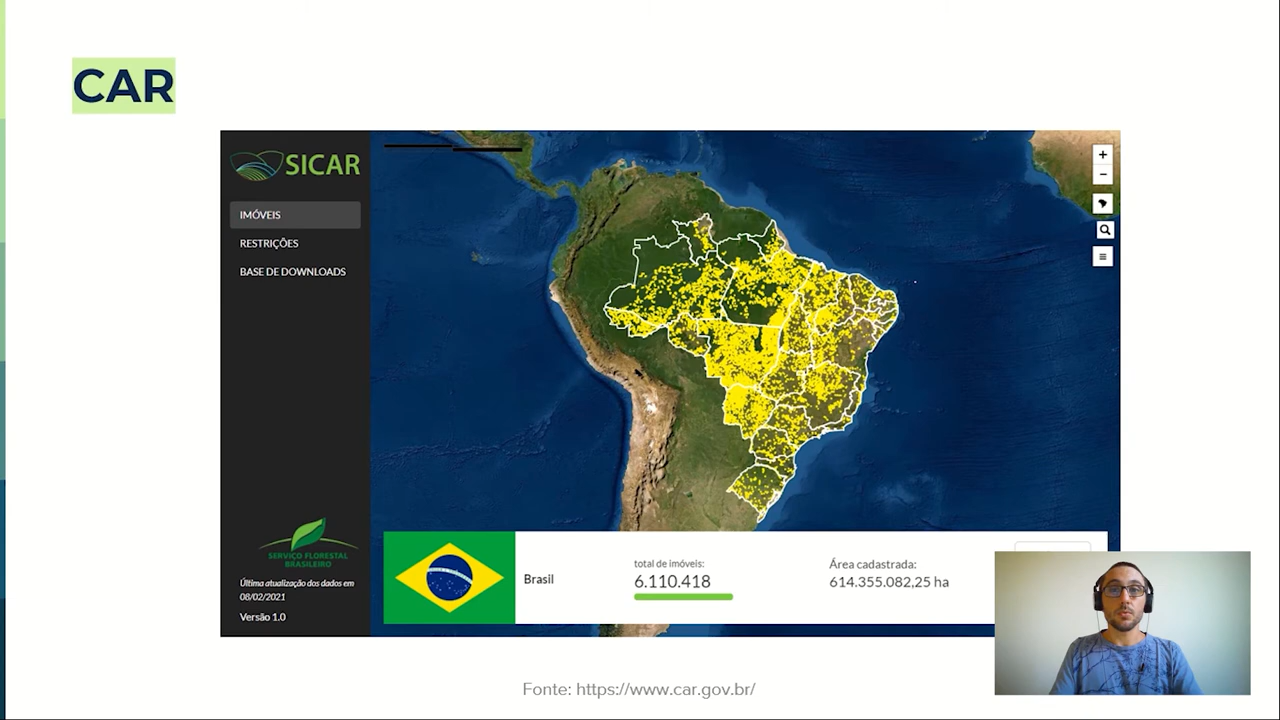 CAR
SICAR
IMÓVEIS
RESTRIÇÕES
BASE DE DOWNLOADS
SERVIÇO FLORESTAL
BRASILEIRO
Última atualização dos dados em
08/02/2021
Versão 1.0
+
−
Brasil
total de imóveis:
6.110.418
Área cadastrada:
614.355.082,25 ha
Fonte: https://www.car.gov.br/